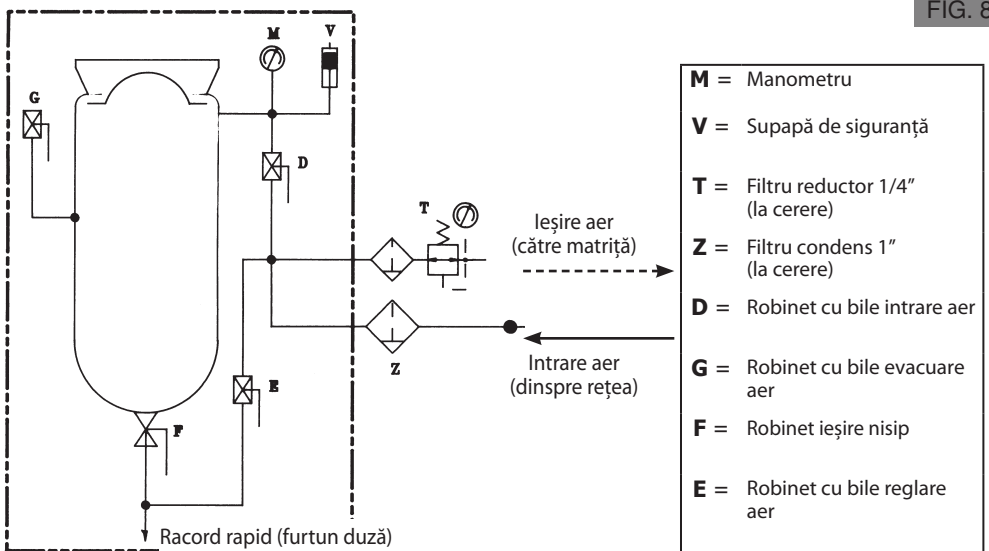 FIG. 8
M
V
G
D
T
Ieșire aer
(către matriță)
Z
Intrare aer
(dinspre rețea)
E
F
Racord rapid (furtun duză)
M = Manometru
V = Supapă de siguranță
T = Filtru reductor 1/4”
(la cerere)
Z = Filtru condens 1”
(la cerere)
D = Robinet cu bile intrare aer
G = Robinet cu bile evacuare
aer
F = Robinet ieșire nisip
E = Robinet cu bile reglare
aer